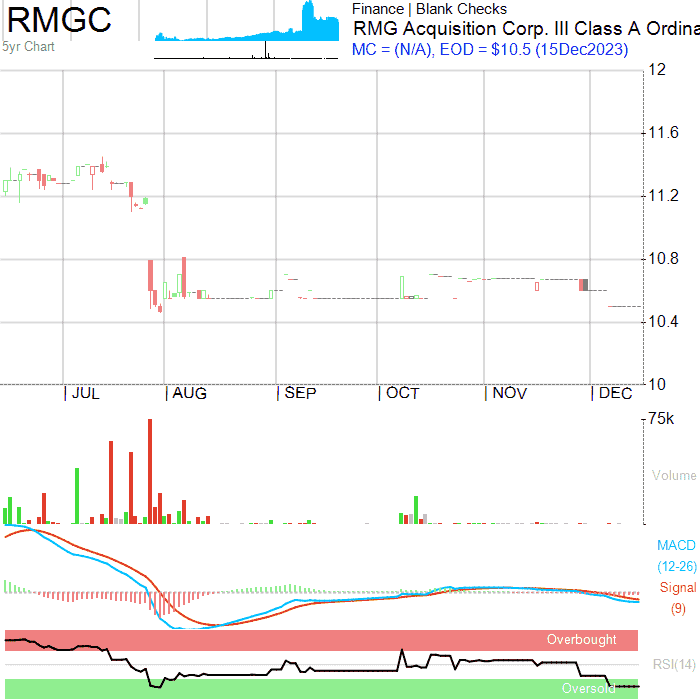 RMGC
5yr Chart
Finance | Blank Checks
RMG Acquisition Corp. III Class A Ordina
MC = (N/A), EOD = $10.5 (15Dec2023)
12
11.6
11.2
10.8
10.4
10
JUL
AUG
SEP
OCT
NOV
DEC
75k
Volume
MACD
(12-26)
Signal
(9)
Overbought
RSI(14)
Oversold